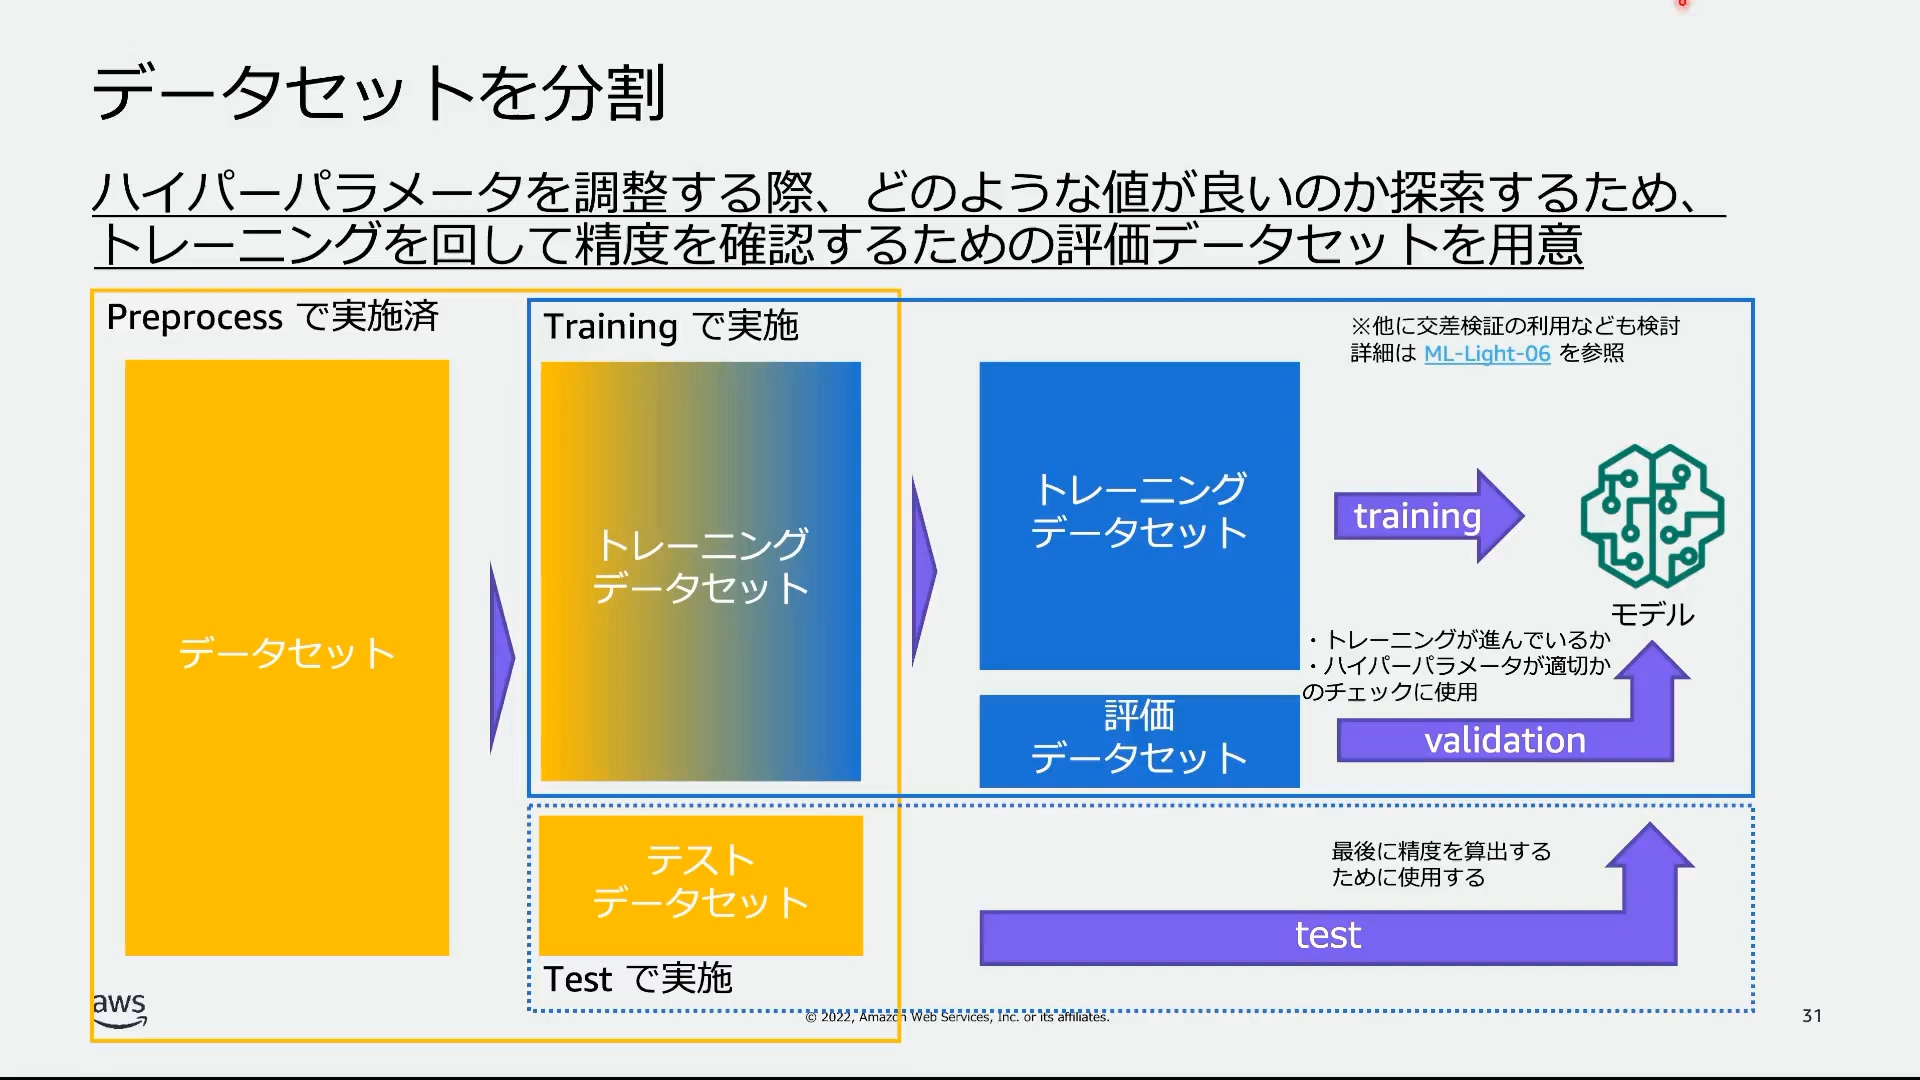 データセットを分割
ハイパーパラメータを調整する際、どのような値が良いのか探索するため、
トレーニングを回して精度を確認するための評価データセットを用意
Preprocess で実施済
データセット
Training で実施
トレーニング
データセット
トレーニング
データセット
評価
データセット
※他に交差検証の利用なども検討
詳細は ML-Light-06 を参照
training
モデル
・トレーニングが進んでいるか
・ハイパーパラメータが適切か
のチェックに使用
validation
テスト
データセット
Test で実施
最後に精度を算出する
ために使用する
test
aws
© 2022, Amazon Web Services, Inc. or its affiliates.
31